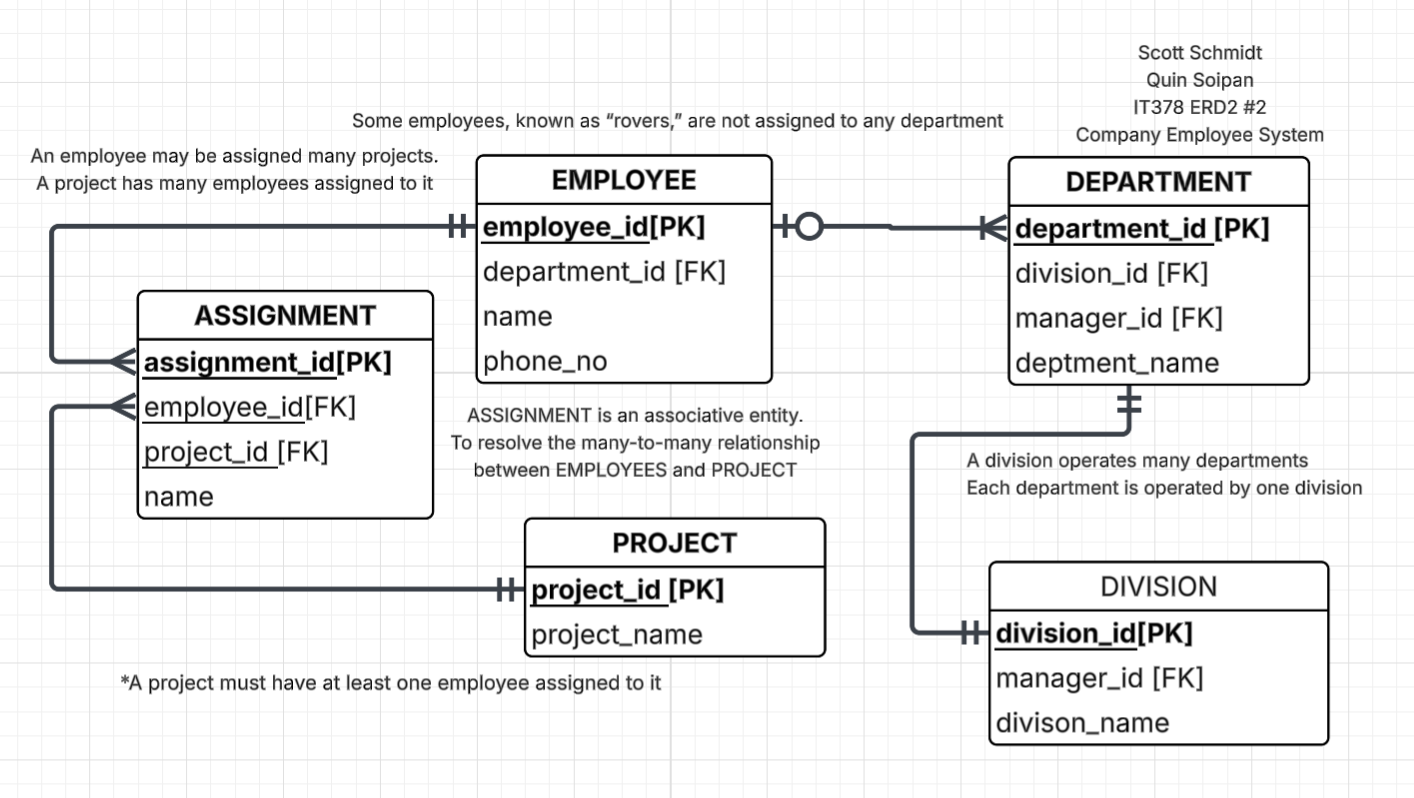 Scott Schmidt
Quin Soipan
IT378 ERD2 #2
Company Employee System
Some employees, known as “rovers,” are not assigned to any department
An employee may be assigned many projects.
A project has many employees assigned to it
EMPLOYEE
employee_id[PK]
department_id [FK]
name
phone_no
DEPARTMENT
department_id [PK]
division_id [FK]
manager_id [FK]
deptment_name
ASSIGNMENT
assignment_id[PK]
employee_id[FK]
project_id [FK]
name
ASSIGNMENT is an associative entity.
To resolve the many-to-many relationship
between EMPLOYEES and PROJECT
A division operates many departments
Each department is operated by one division
PROJECT
project_id [PK]
project_name
DIVISION
division_id[PK]
manager_id [FK]
divison_name
*A project must have at least one employee assigned to it